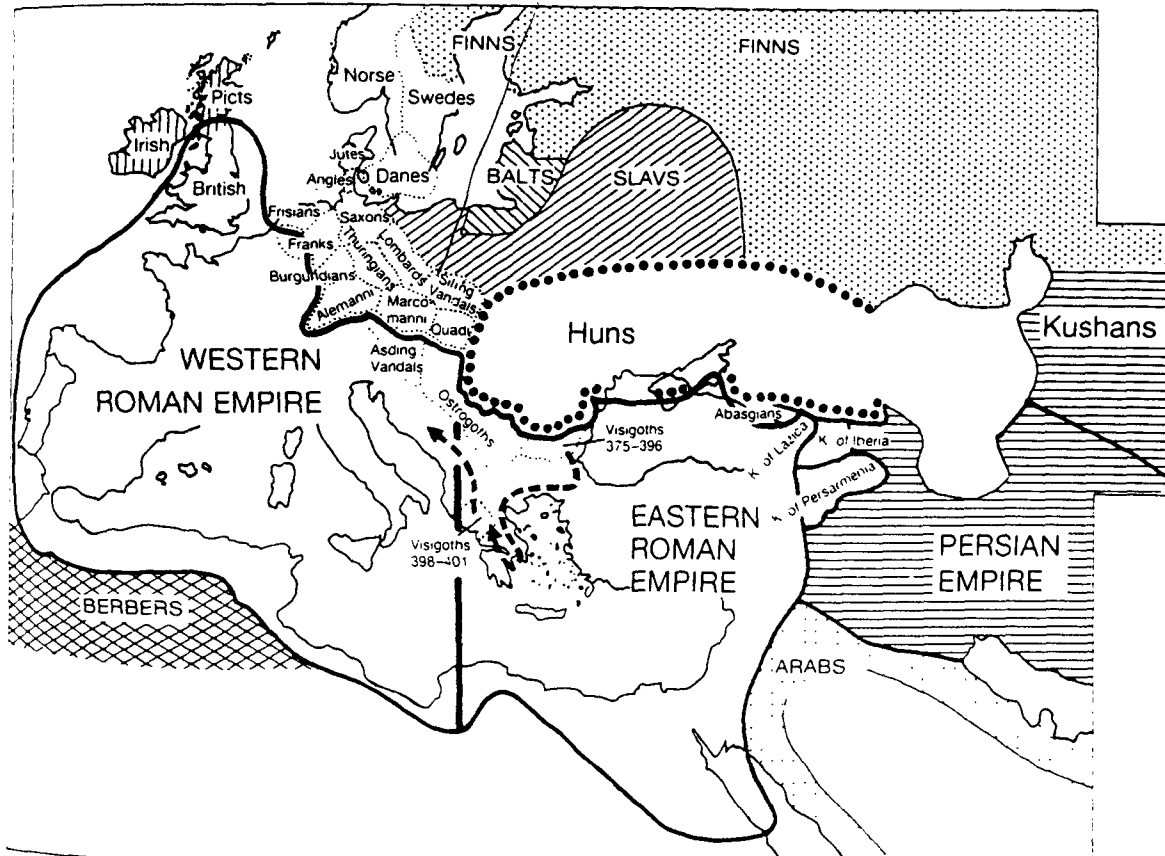 FINNS
FINNS
Norse
Swedes
Picts
Irish
Jutes
Angles
Danes
BALTS
SLAVS
British
Frisians
Saxons
Franks
Thuringians
Lombards
Siling
Vandals
Burgundians
Alemanni
Marco-
manni
Quadi
Huns
Kushans
WESTERN
ROMAN EMPIRE
Asding
Vandals
Ostrogoths
Abasgians
Visigoths
375–396
K of Lazica
K of Iberia
K of Persarmenia
EASTERN
ROMAN
EMPIRE
PERSIAN
EMPIRE
Visigoths
398–401
BERBERS
ARABS